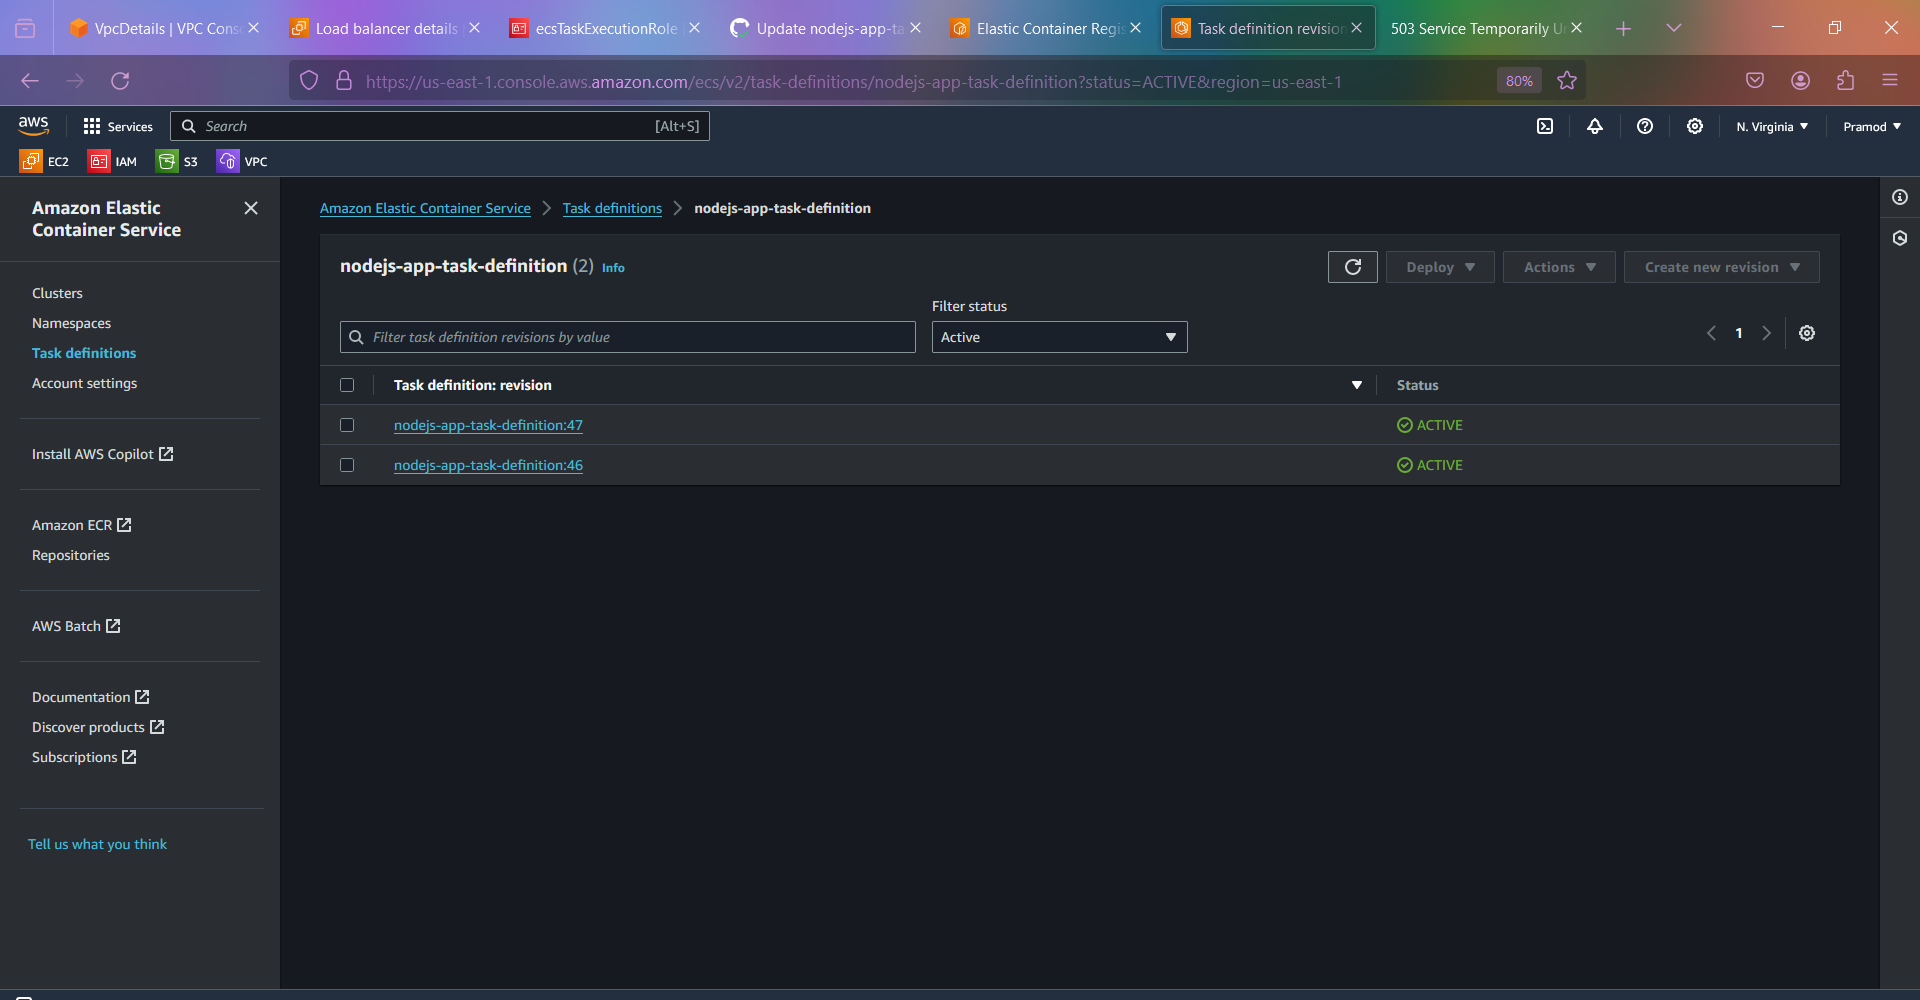 VpcDetails | VPC Cons
Load balancer details
ecsTaskExecutionRole
Update nodejs-app-ta
Elastic Container Regis
Task definition revision
503 Service Temporarily U
https://us-east-1.console.aws.amazon.com/ecs/v2/task-definitions/nodejs-app-task-definition?status=ACTIVE&region=us-east-1
80%
aws
Services
Search
[Alt+S]
N. Virginia
Pramod
EC2
IAM
S3
VPC
Amazon Elastic
Container Service
Clusters
Namespaces
Task definitions
Account settings
Install AWS Copilot
Amazon ECR
Repositories
AWS Batch
Documentation
Discover products
Subscriptions
Tell us what you think
Amazon Elastic Container Service
Task definitions
nodejs-app-task-definition
nodejs-app-task-definition (2) Info
Deploy
Actions
Create new revision
Filter status
Filter task definition revisions by value
Active
1
Task definition: revision
Status
nodejs-app-task-definition:47
ACTIVE
nodejs-app-task-definition:46
ACTIVE